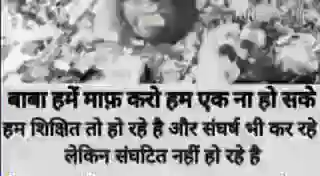 बाबा हमें माफ़ करो हम एक ना हो सके
हम शिक्षित तो हो रहे है और संघर्ष भी कर रहे
लेकिन संघटित नहीं हो रहे है